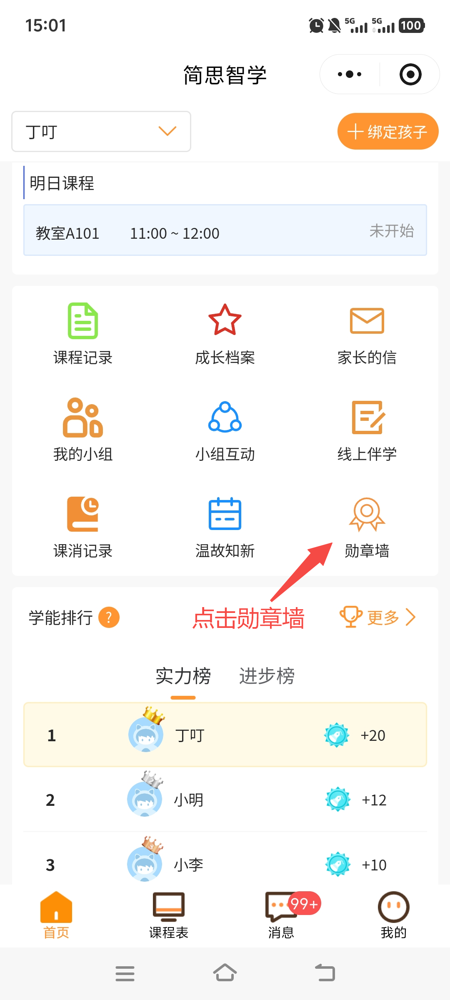 15:01
5G 5G 100
简思智学
丁叮
绑定孩子
明日课程
教室A101 11:00 ~ 12:00 未开始
课程记录 成长档案 家长的信
我的小组 小组互动 线上伴学
课消记录 温故知新 勋章墙
学能排行 ? 点击勋章墙 更多
实力榜 进步榜
1 1 丁叮 +20
2 2 小明 +12
3 3 小李 +10
99+
首页 课程表 消息 我的